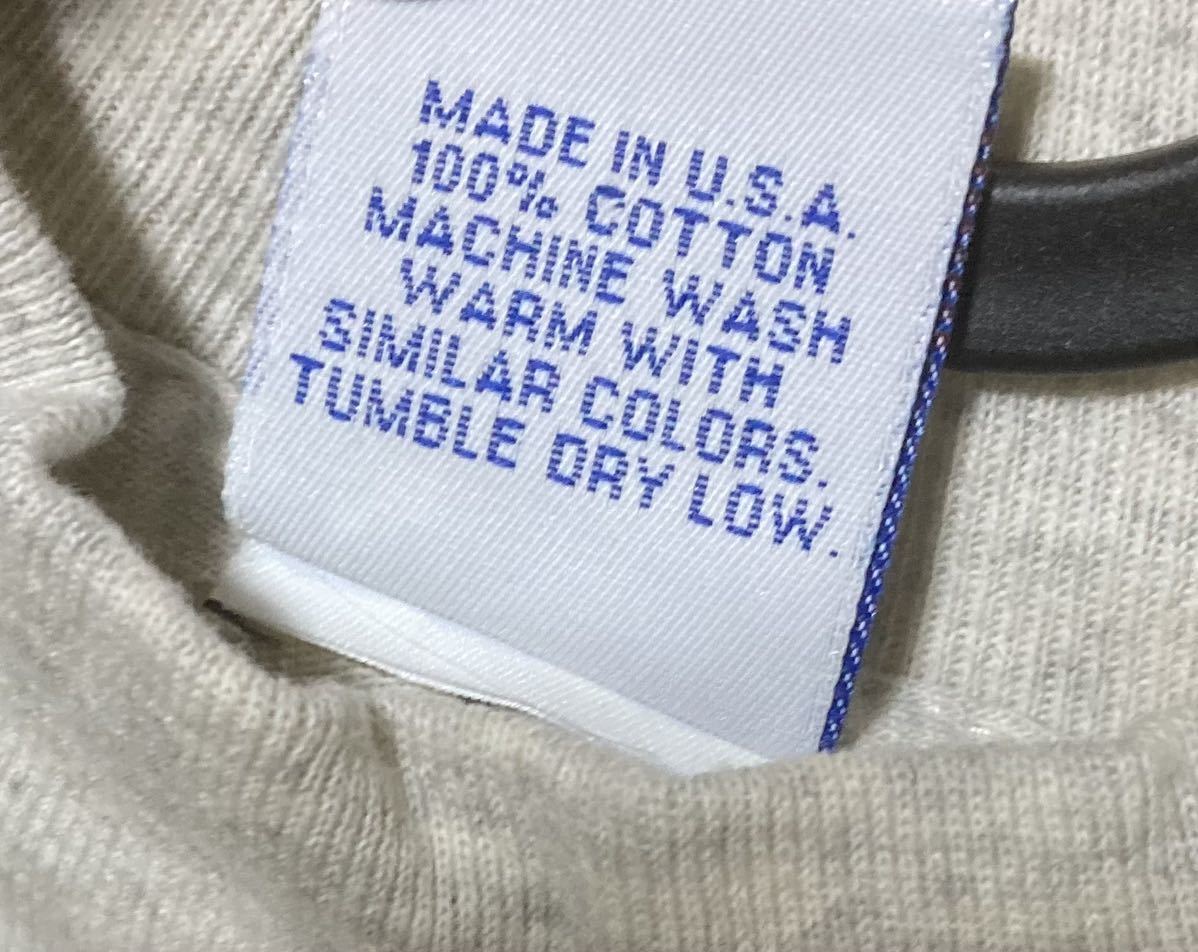 MADE IN U.S.A.
100% COTTON
MACHINE WASH
WARM WITH
SIMILAR COLORS.
TUMBLE DRY LOW.